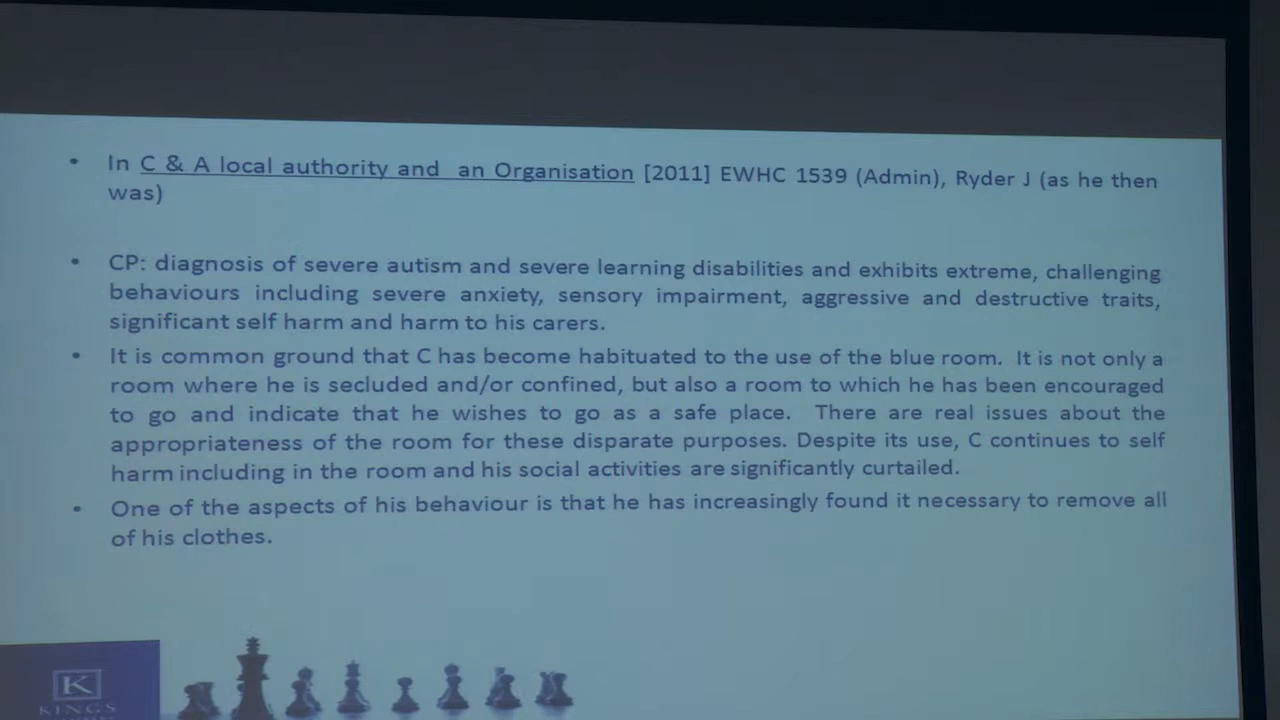 • In C & A local authority and an Organisation [2011] EWHC 1539 (Admin), Ryder J (as he then
was)
• CP: diagnosis of severe autism and severe learning disabilities and exhibits extreme, challenging
behaviours including severe anxiety, sensory impairment, aggressive and destructive traits,
significant self harm and harm to his carers.
• It is common ground that C has become habituated to the use of the blue room. It is not only a
room where he is secluded and/or confined, but also a room to which he has been encouraged
to go and indicate that he wishes to go as a safe place. There are real issues about the
appropriateness of the room for these disparate purposes. Despite its use, C continues to self
harm including in the room and his social activities are significantly curtailed.
• One of the aspects of his behaviour is that he has increasingly found it necessary to remove all
of his clothes.
K
KINGS